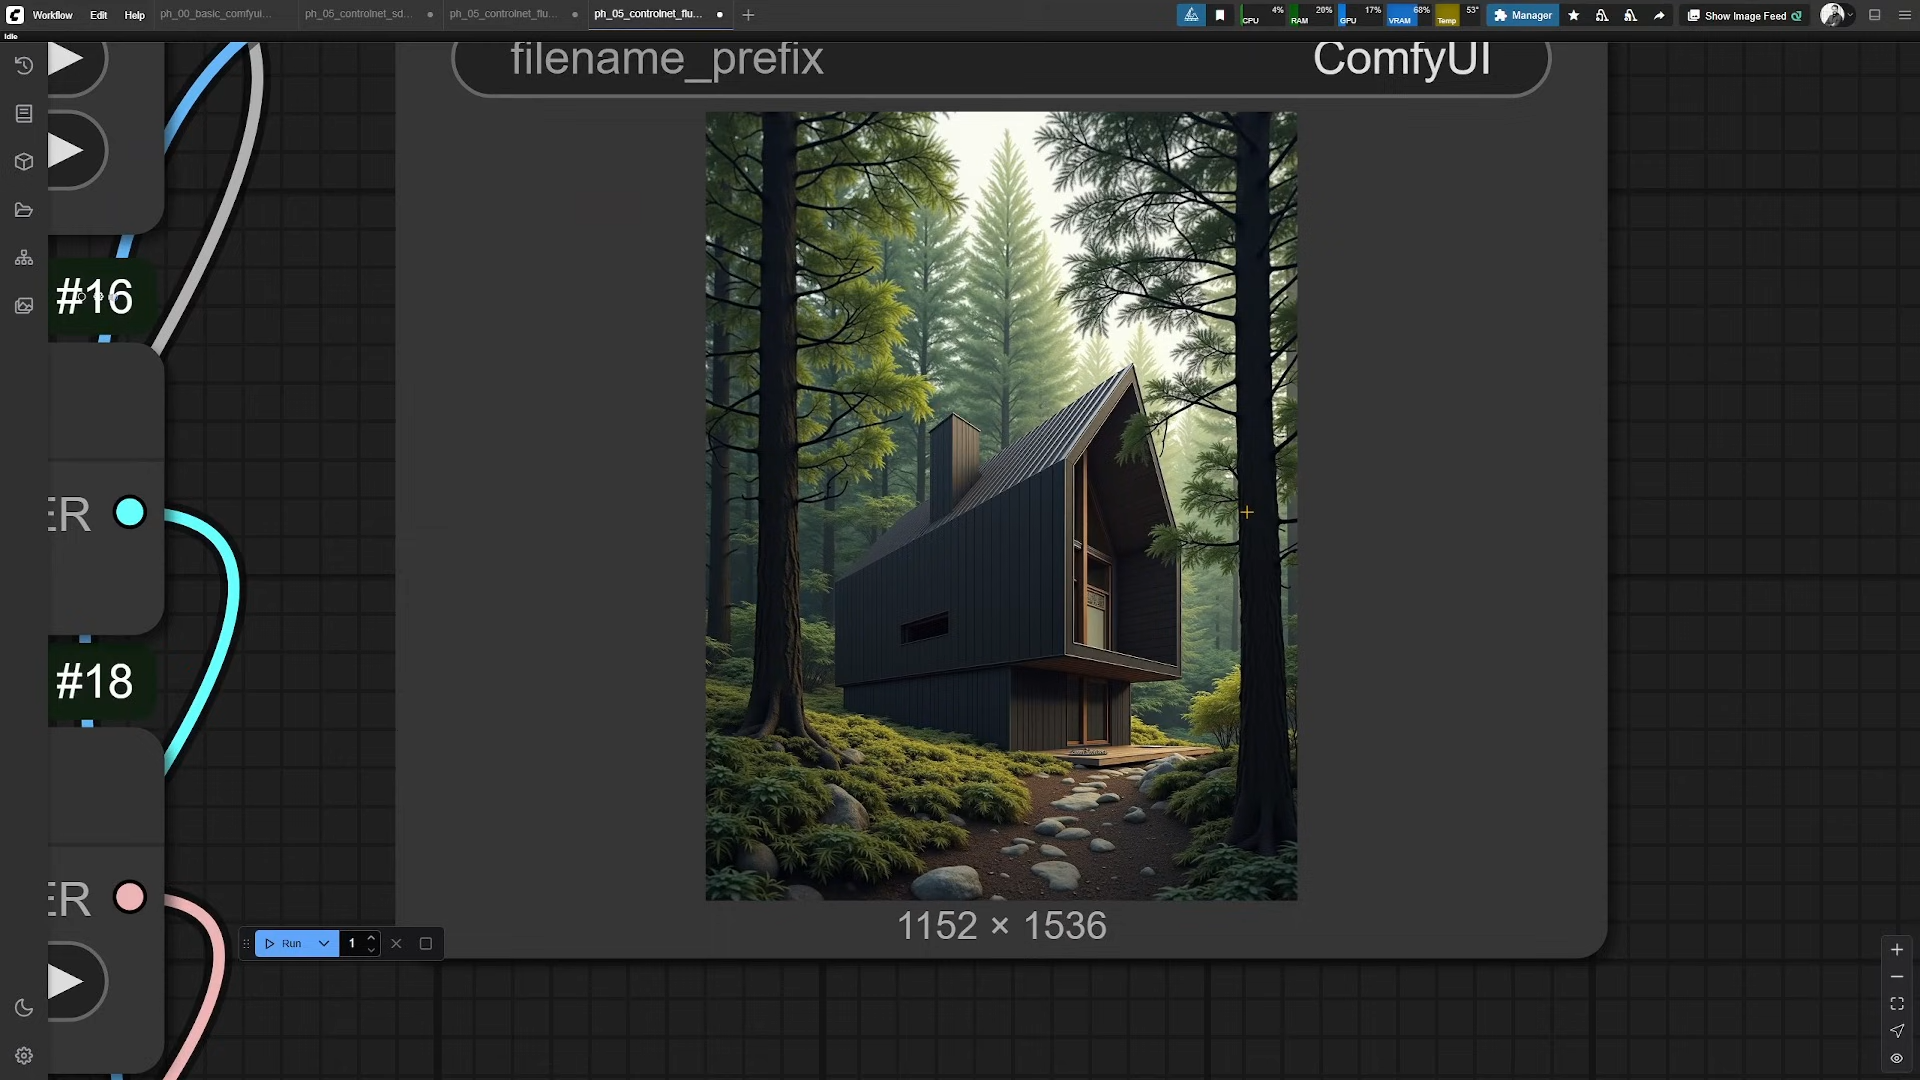 Workflow Edit Help ph_00_basic_comfyui... ph_05_controlnet_sd... ph_05_controlnet_flu... ph_05_controlnet_flu...
CPU 4% RAM 20% GPU 17% VRAM 68% Temp 53° Manager Show Image Feed
Idle
filename_prefix ComfyUI
#16
ER
#18
ER
1152 × 1536
Run 1